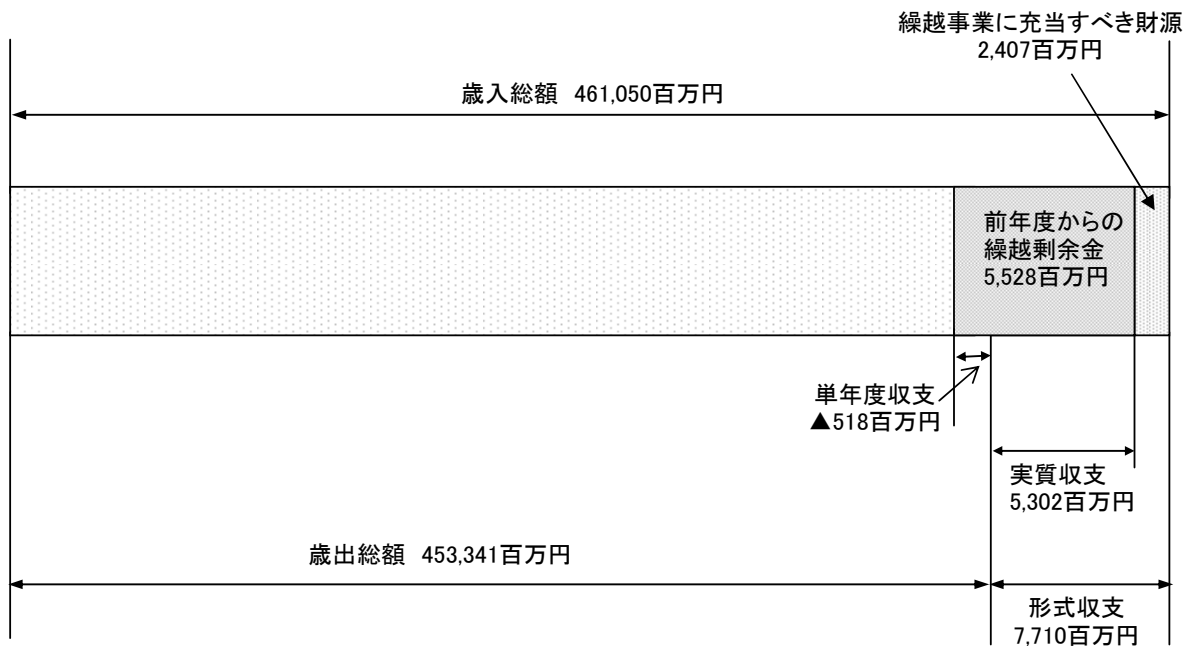 繰越事業に充当すべき財源
2,407百万円
歳入総額 461,050百万円
前年度からの
繰越剰余金
5,528百万円
単年度収支
▲518百万円
実質収支
5,302百万円
歳出総額 453,341百万円
形式収支
7,710百万円